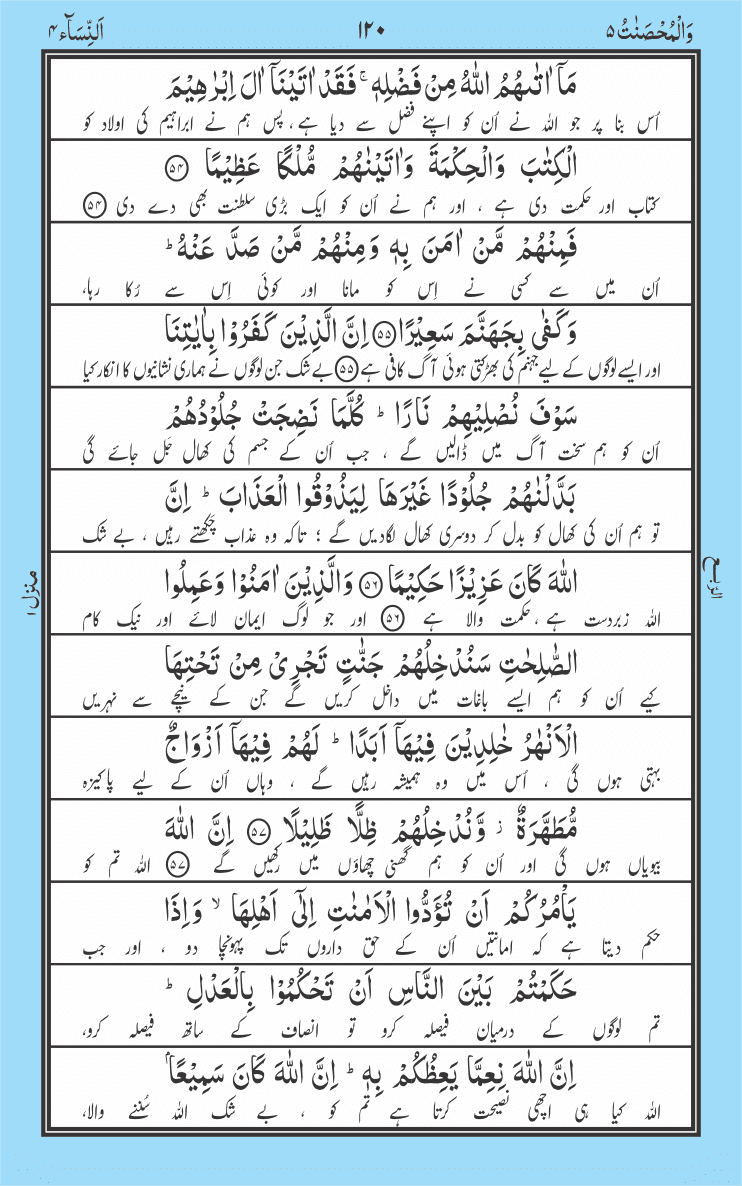 وَالْمُحْصَنٰتُ ۵
۱۲۰
اَلنِّسَآء ۴
مَاۤ اٰتٰىهُمُ اللّٰهُ مِنْ فَضْلِهٖ ۚ فَقَدْ اٰتَیْنَاۤ اٰلَ اِبْرٰهِیْمَ
اُس بنا پر جو اللہ نے اُن کو اپنے فضل سے دیا ہے، پس ہم نے ابراہیم کی اولاد کو
الْكِتٰبَ وَالْحِكْمَةَ وَاٰتَیْنٰهُمْ مُّلْكًا عَظِیْمًا ﴿۵۴﴾
کتاب اور حکمت دی ہے ، اور ہم نے اُن کو ایک بڑی سلطنت بھی دے دی ﴿۵۴﴾
فَمِنْهُمْ مَّنْ اٰمَنَ بِهٖ وَمِنْهُمْ مَّنْ صَدَّ عَنْهُ ؕ
اُن میں سے کسی نے اِس کو مانا اور کوئی اِس سے رُکا رہا،
وَكَفٰی بِجَهَنَّمَ سَعِیْرًا ﴿۵۵﴾ اِنَّ الَّذِیْنَ كَفَرُوْا بِاٰیٰتِنَا
اور ایسے لوگوں کے لیے جہنم کی بھڑکتی ہوئی آگ کافی ہے ﴿۵۵﴾ بے شک جن لوگوں نے ہماری نشانیوں کا انکار کیا
سَوْفَ نُصْلِیْهِمْ نَارًا ؕ كُلَّمَا نَضِجَتْ جُلُوْدُهُمْ
اُن کو ہم سخت آگ میں ڈالیں گے ، جب اُن کے جسم کی کھال جَل جائے گی
بَدَّلْنٰهُمْ جُلُوْدًا غَیْرَهَا لِیَذُوْقُوا الْعَذَابَ ؕ اِنَّ
تو ہم اُن کی کھال کو بدل کر دوسری کھال لگادیں گے ؛ تاکہ وہ عذاب چَکھتے رہیں ، بے شک
اللّٰهَ كَانَ عَزِیْزًا حَكِیْمًا ﴿۵۶﴾ وَالَّذِیْنَ اٰمَنُوْا وَعَمِلُوا
اللہ زبردست ہے ، حکمت والا ہے ﴿۵۶﴾ اور جو لوگ ایمان لائے اور نیک کام
الصّٰلِحٰتِ سَنُدْخِلُهُمْ جَنّٰتٍ تَجْرِیْ مِنْ تَحْتِهَا
کیے اُن کو ہم ایسے باغات میں داخل کریں گے جن کے نیچے سے نہریں
الْاَنْهٰرُ خٰلِدِیْنَ فِیْهَاۤ اَبَدًا ؕ لَهُمْ فِیْهَاۤ اَزْوَاجٌ
بہتی ہوں گی ، اُس میں وہ ہمیشہ رہیں گے ، وہاں اُن کے لیے پاکیزہ
مُّطَهَّرَةٌ ؗ وَّنُدْخِلُهُمْ ظِلًّا ظَلِیْلًا ﴿۵۷﴾ اِنَّ اللّٰهَ
بیویاں ہوں گی اور اُن کو ہم گھنی چھاؤں میں رکھیں گے ﴿۵۷﴾ اللہ تم کو
یَاْمُرُكُمْ اَنْ تُؤَدُّوا الْاَمٰنٰتِ اِلٰۤی اَهْلِهَا ۙ وَاِذَا
حکم دیتا ہے کہ امانتیں اُن کے حق داروں تک پہونچا دو ، اور جب
حَكَمْتُمْ بَیْنَ النَّاسِ اَنْ تَحْكُمُوْا بِالْعَدْلِ ؕ
تم لوگوں کے درمیان فیصلہ کرو تو انصاف کے ساتھ فیصلہ کرو،
اِنَّ اللّٰهَ نِعِمَّا یَعِظُكُمْ بِهٖ ؕ اِنَّ اللّٰهَ كَانَ سَمِیْعًۢا
اللہ کیا ہی اچھی نصیحت کرتا ہے تم کو ، بے شک اللہ سُننے والا،
منزل ۱
الربع